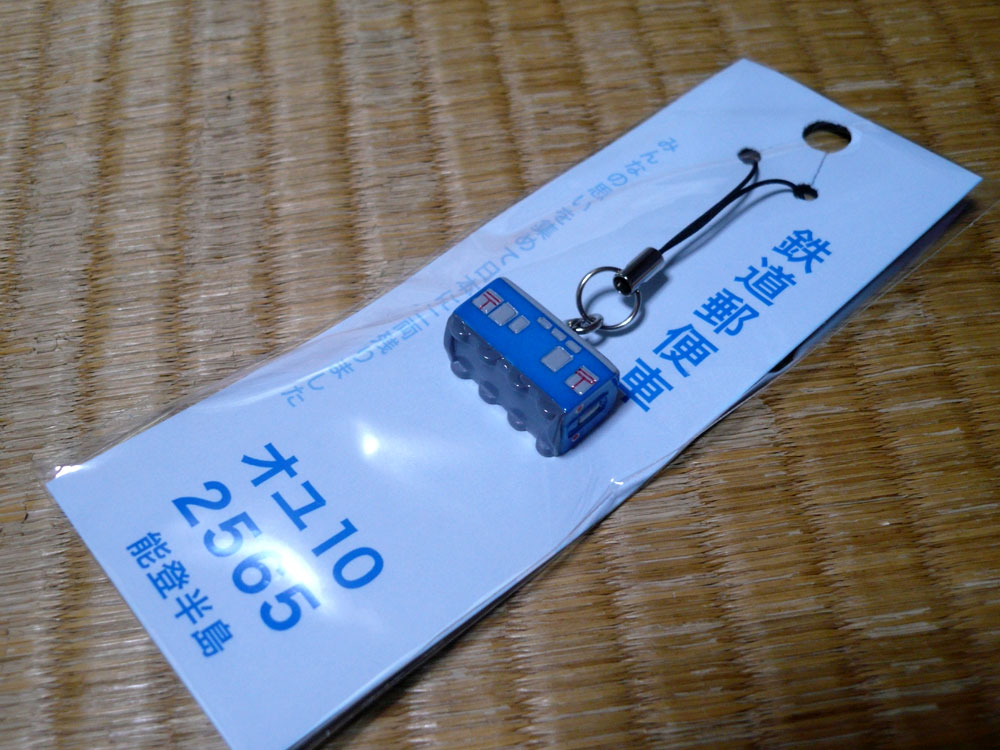 鉄道郵便車
みんなの思いを集めて日本に二両残りました
オユ10
2565
能登半島
〒
〒